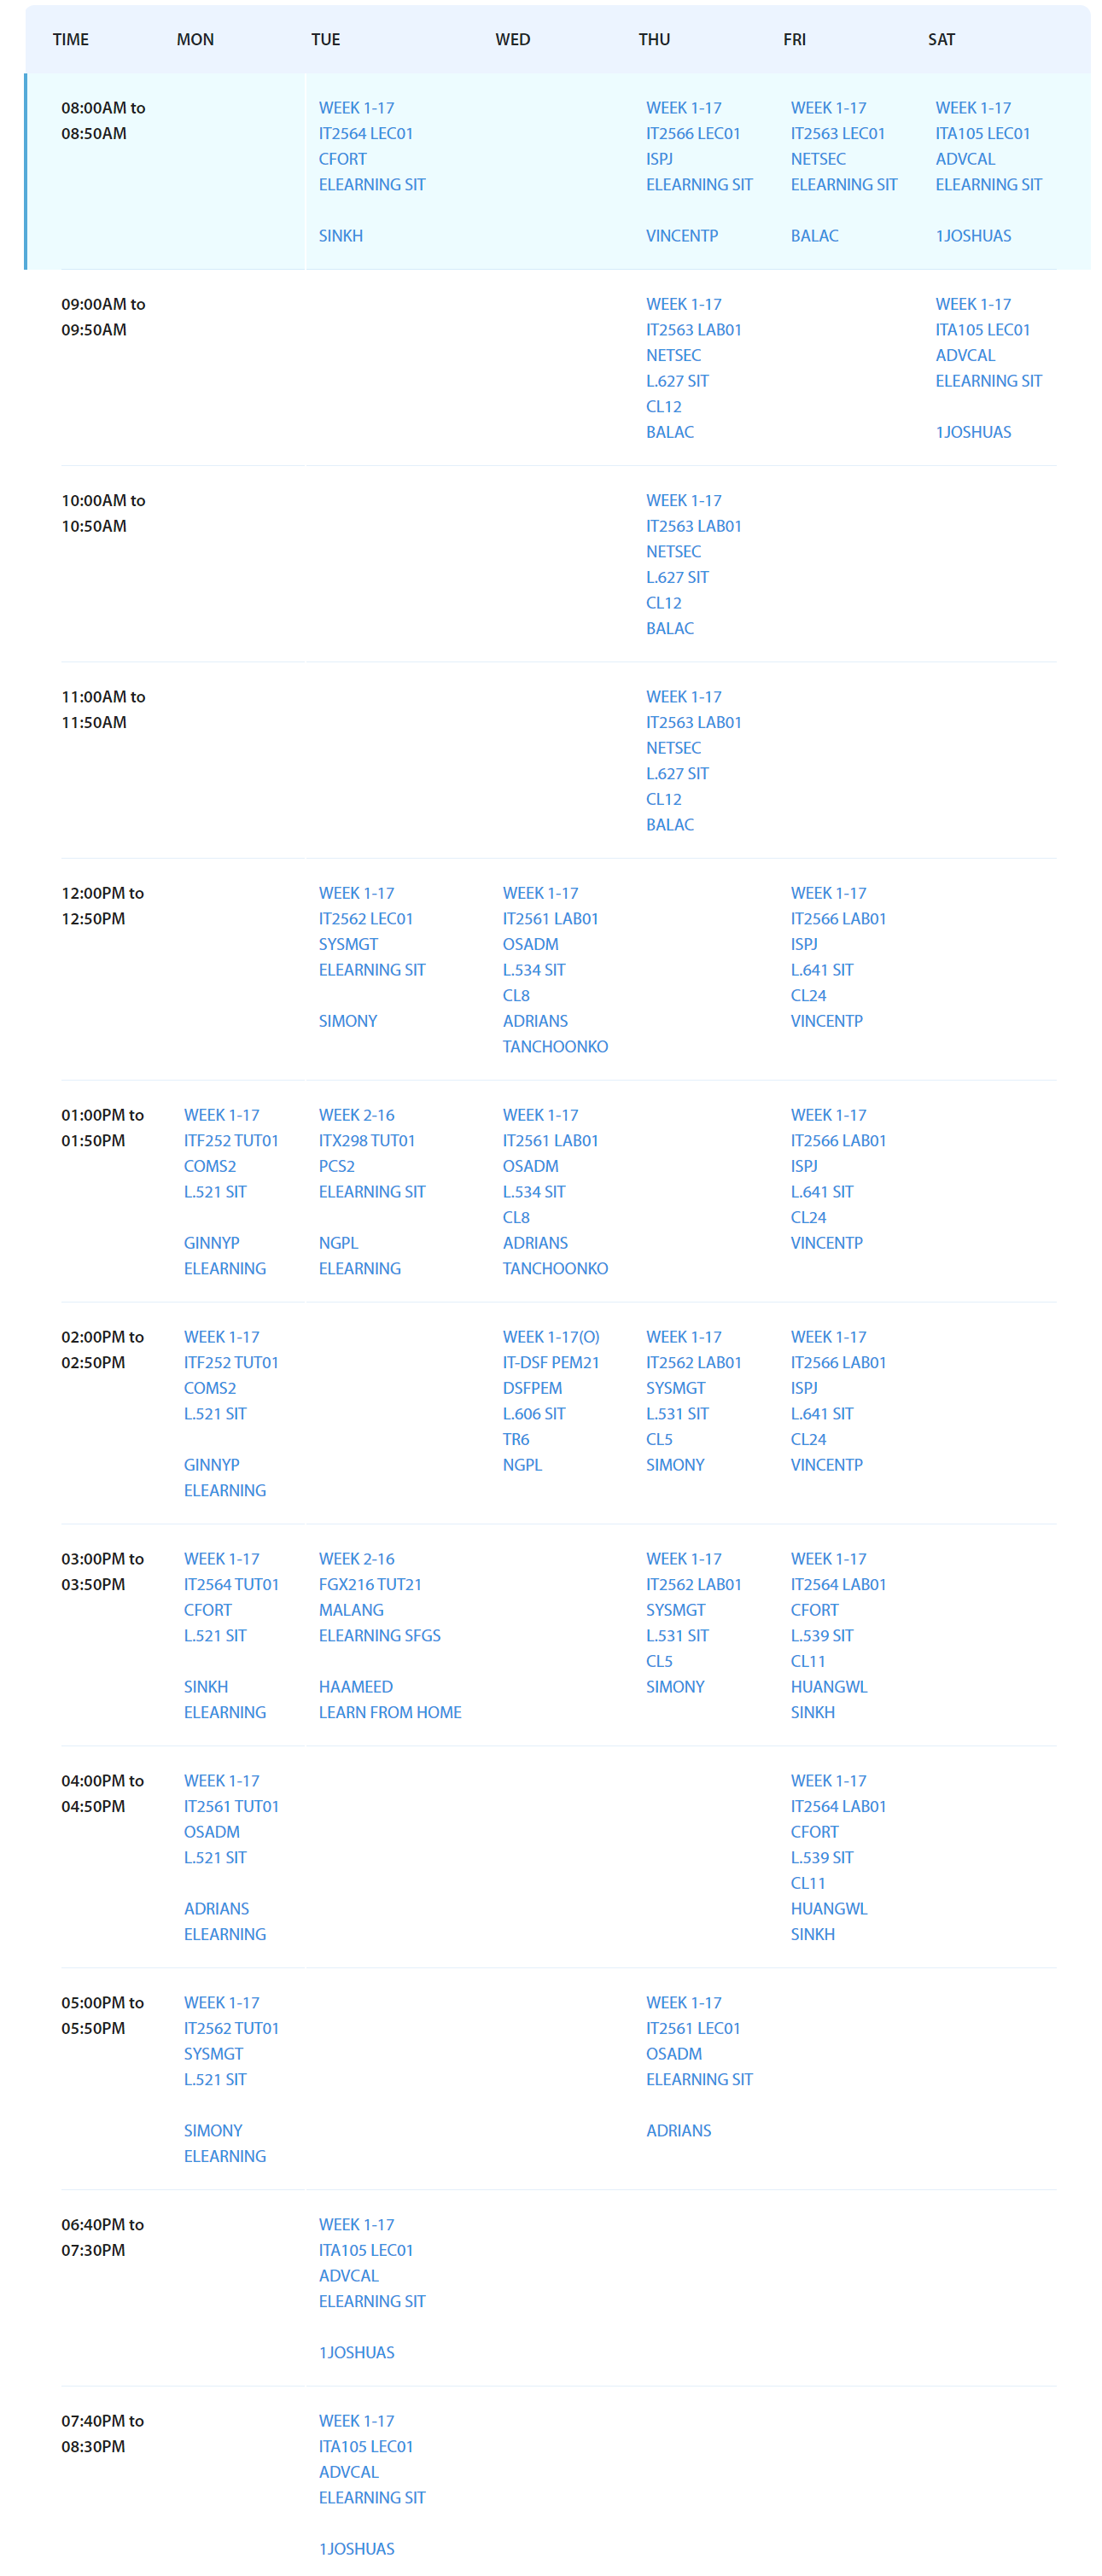 TIME MON TUE WED THU FRI SAT
08:00AM to
08:50AM
WEEK 1-17
IT2564 LEC01
CFORT
ELEARNING SIT
SINKH
WEEK 1-17
IT2566 LEC01
ISPJ
ELEARNING SIT
VINCENTP
WEEK 1-17
IT2563 LEC01
NETSEC
ELEARNING SIT
BALAC
WEEK 1-17
ITA105 LEC01
ADVCAL
ELEARNING SIT
1JOSHUAS
09:00AM to
09:50AM
WEEK 1-17
IT2563 LAB01
NETSEC
L.627 SIT
CL12
BALAC
WEEK 1-17
ITA105 LEC01
ADVCAL
ELEARNING SIT
1JOSHUAS
10:00AM to
10:50AM
WEEK 1-17
IT2563 LAB01
NETSEC
L.627 SIT
CL12
BALAC
11:00AM to
11:50AM
WEEK 1-17
IT2563 LAB01
NETSEC
L.627 SIT
CL12
BALAC
12:00PM to
12:50PM
WEEK 1-17
IT2562 LEC01
SYSMGT
ELEARNING SIT
SIMONY
WEEK 1-17
IT2561 LAB01
OSADM
L.534 SIT
CL8
ADRIANS
TANCHOONKO
WEEK 1-17
IT2566 LAB01
ISPJ
L.641 SIT
CL24
VINCENTP
01:00PM to
01:50PM
WEEK 1-17
ITF252 TUT01
COMS2
L.521 SIT
GINNYP
ELEARNING
WEEK 2-16
ITX298 TUT01
PCS2
ELEARNING SIT
NGPL
ELEARNING
WEEK 1-17
IT2561 LAB01
OSADM
L.534 SIT
CL8
ADRIANS
TANCHOONKO
WEEK 1-17
IT2566 LAB01
ISPJ
L.641 SIT
CL24
VINCENTP
02:00PM to
02:50PM
WEEK 1-17
ITF252 TUT01
COMS2
L.521 SIT
GINNYP
ELEARNING
WEEK 1-17(O)
IT-DSF PEM21
DSFPEM
L.606 SIT
TR6
NGPL
WEEK 1-17
IT2562 LAB01
SYSMGT
L.531 SIT
CL5
SIMONY
WEEK 1-17
IT2566 LAB01
ISPJ
L.641 SIT
CL24
VINCENTP
03:00PM to
03:50PM
WEEK 1-17
IT2564 TUT01
CFORT
L.521 SIT
SINKH
ELEARNING
WEEK 2-16
FGX216 TUT21
MALANG
ELEARNING SFGS
HAAMEED
LEARN FROM HOME
WEEK 1-17
IT2562 LAB01
SYSMGT
L.531 SIT
CL5
SIMONY
WEEK 1-17
IT2564 LAB01
CFORT
L.539 SIT
CL11
HUANGWL
SINKH
04:00PM to
04:50PM
WEEK 1-17
IT2561 TUT01
OSADM
L.521 SIT
ADRIANS
ELEARNING
WEEK 1-17
IT2564 LAB01
CFORT
L.539 SIT
CL11
HUANGWL
SINKH
05:00PM to
05:50PM
WEEK 1-17
IT2562 TUT01
SYSMGT
L.521 SIT
SIMONY
ELEARNING
WEEK 1-17
IT2561 LEC01
OSADM
ELEARNING SIT
ADRIANS
06:40PM to
07:30PM
WEEK 1-17
ITA105 LEC01
ADVCAL
ELEARNING SIT
1JOSHUAS
07:40PM to
08:30PM
WEEK 1-17
ITA105 LEC01
ADVCAL
ELEARNING SIT
1JOSHUAS